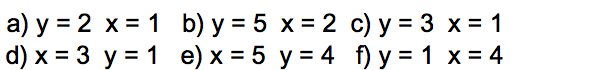 a) y = 2 x = 1 b) y = 5 x = 2 c) y = 3 x = 1
d) x = 3 y = 1 e) x = 5 y = 4 f) y = 1 x = 4